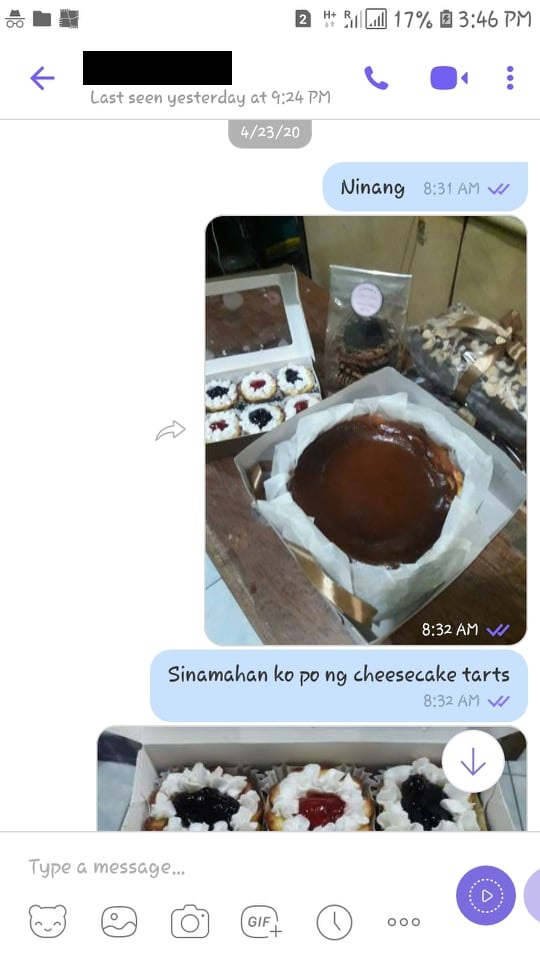 2 H+ R 17% 3:46 PM
Last seen yesterday at 9:24 PM
4/23/20
Ninang 8:31 AM
8:32 AM
Sinamahan ko po ng cheesecake tarts
8:32 AM
Type a message...
GIF